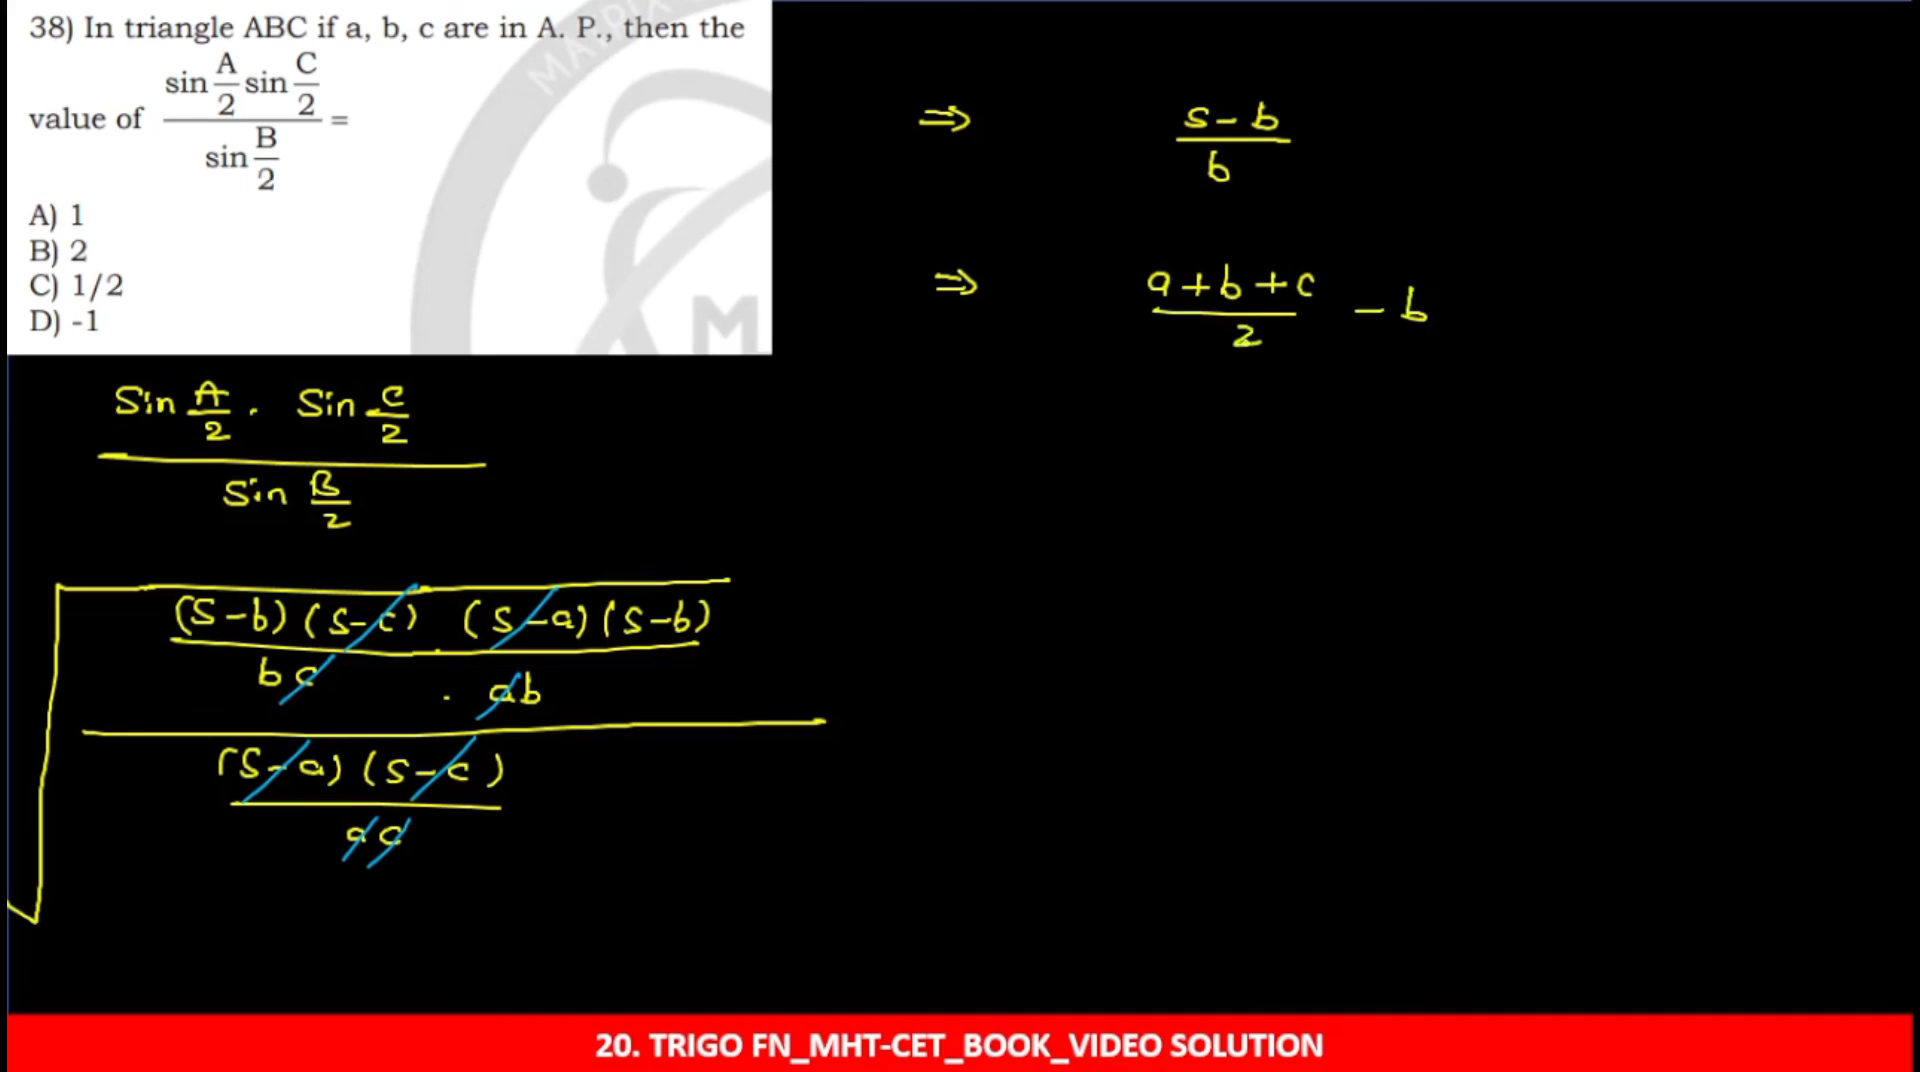 38) In triangle ABC if a, b, c are in A. P., then the
value of (sin A/2 sin C/2) / (sin B/2) =
A) 1
B) 2
C) 1/2
D) -1
MATRIX
M
Sin A/2 . Sin C/2
Sin B/2
(S-b)(S-c) (S-a)(S-b)
bc . ab
(S-a)(S-c)
ac
⇒ S-b
b
⇒ a+b+c / 2 - b
20. TRIGO FN_MHT-CET_BOOK_VIDEO SOLUTION